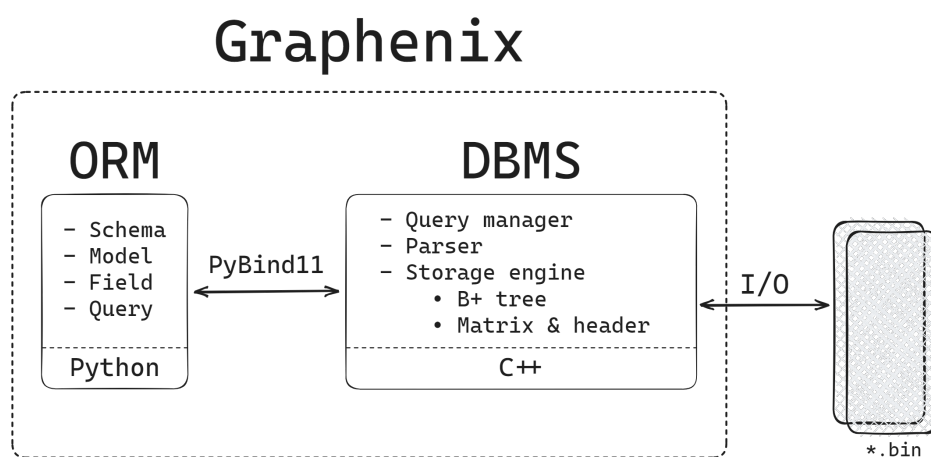 Graphenix
ORM
- Schema
- Model
- Field
- Query
Python
PyBind11
DBMS
- Query manager
- Parser
- Storage engine
• B+ tree
• Matrix & header
C++
I/O
*.bin